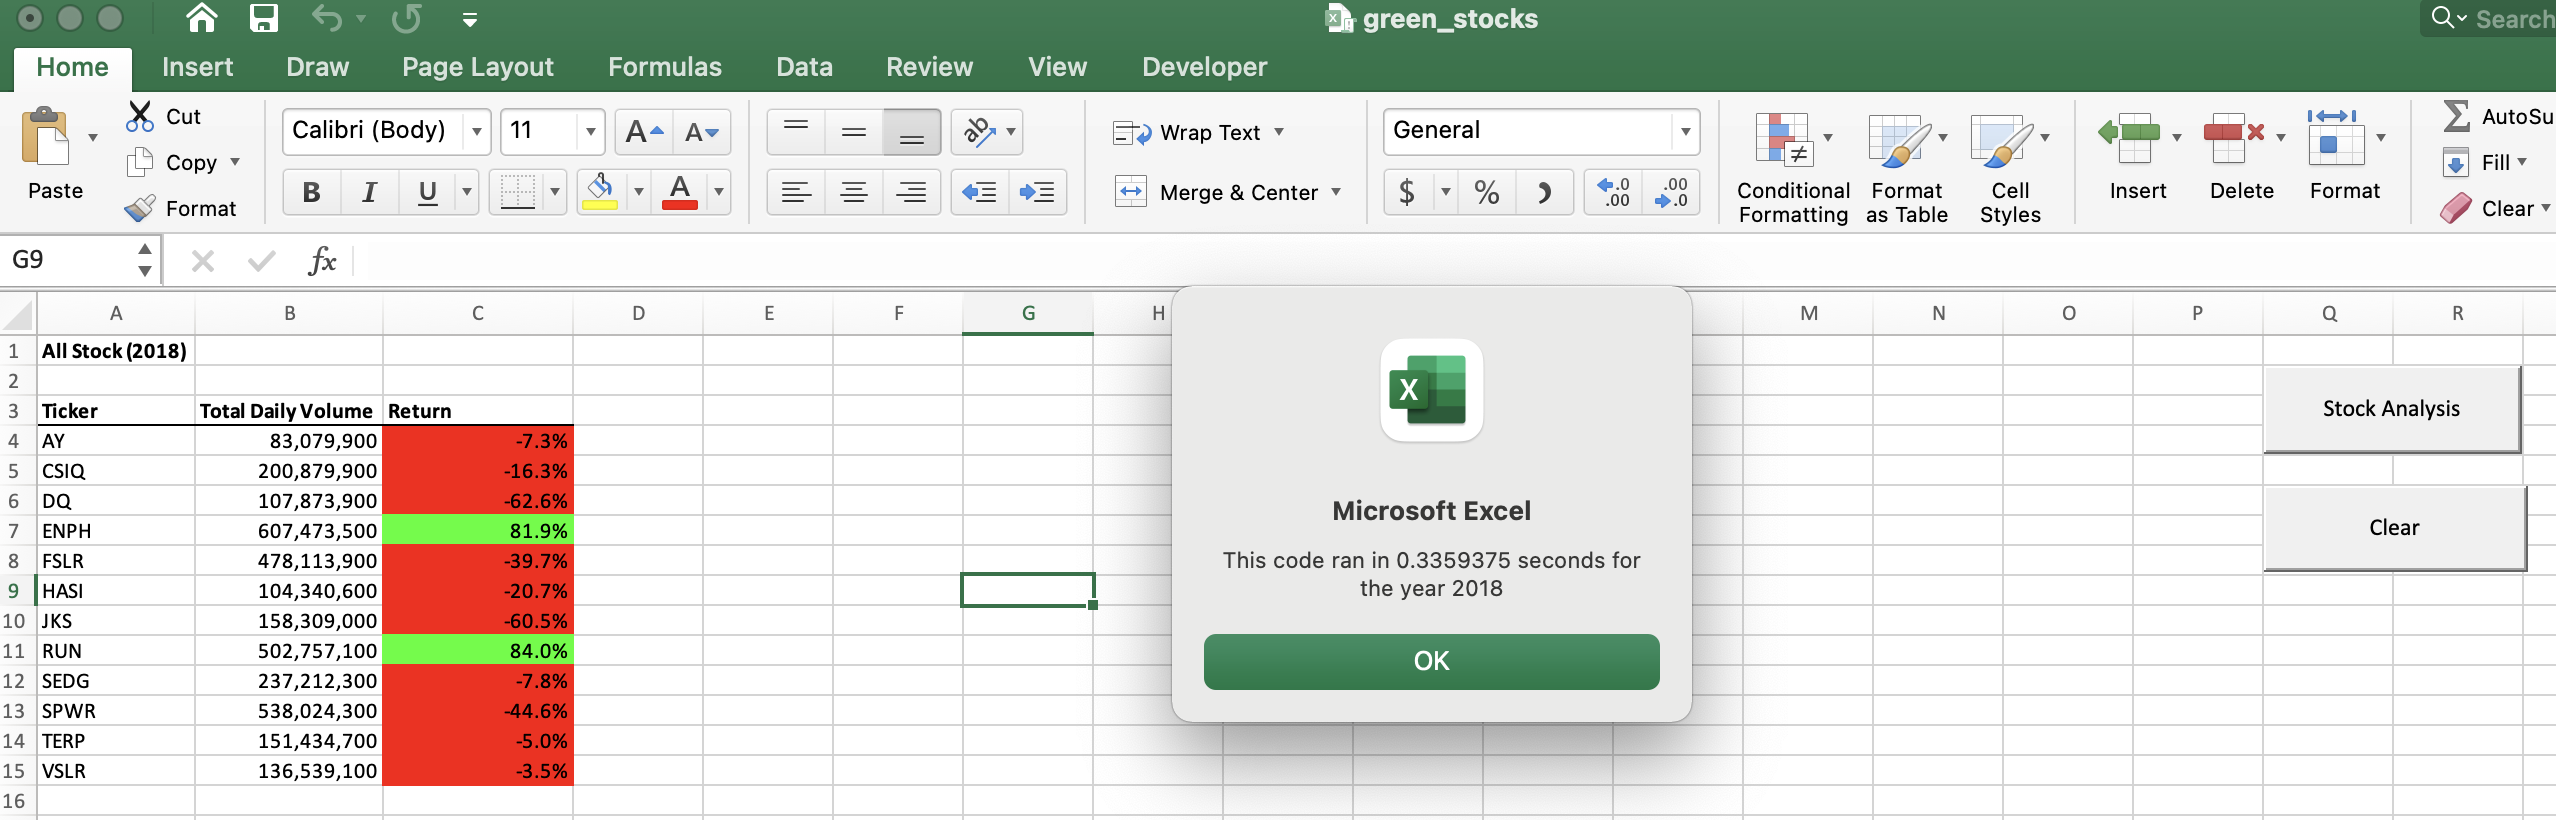 green_stocks
Search
Home Insert Draw Page Layout Formulas Data Review View Developer
Paste
Cut
Copy
Format
Calibri (Body) 11 A A
B I U A
ab
Wrap Text
Merge & Center
General
$ % .0 .00 .00 .0
Conditional Formatting
Format as Table
Cell Styles
Insert
Delete
Format
AutoSu
Fill
Clear
G9 fx
A B C D E F G H M N O P Q R
1 All Stock (2018)
2
3 Ticker Total Daily Volume Return
4 AY 83,079,900 -7.3%
5 CSIQ 200,879,900 -16.3%
6 DQ 107,873,900 -62.6%
7 ENPH 607,473,500 81.9%
8 FSLR 478,113,900 -39.7%
9 HASI 104,340,600 -20.7%
10 JKS 158,309,000 -60.5%
11 RUN 502,757,100 84.0%
12 SEDG 237,212,300 -7.8%
13 SPWR 538,024,300 -44.6%
14 TERP 151,434,700 -5.0%
15 VSLR 136,539,100 -3.5%
16
X
Microsoft Excel
This code ran in 0.3359375 seconds for
the year 2018
OK
Stock Analysis
Clear